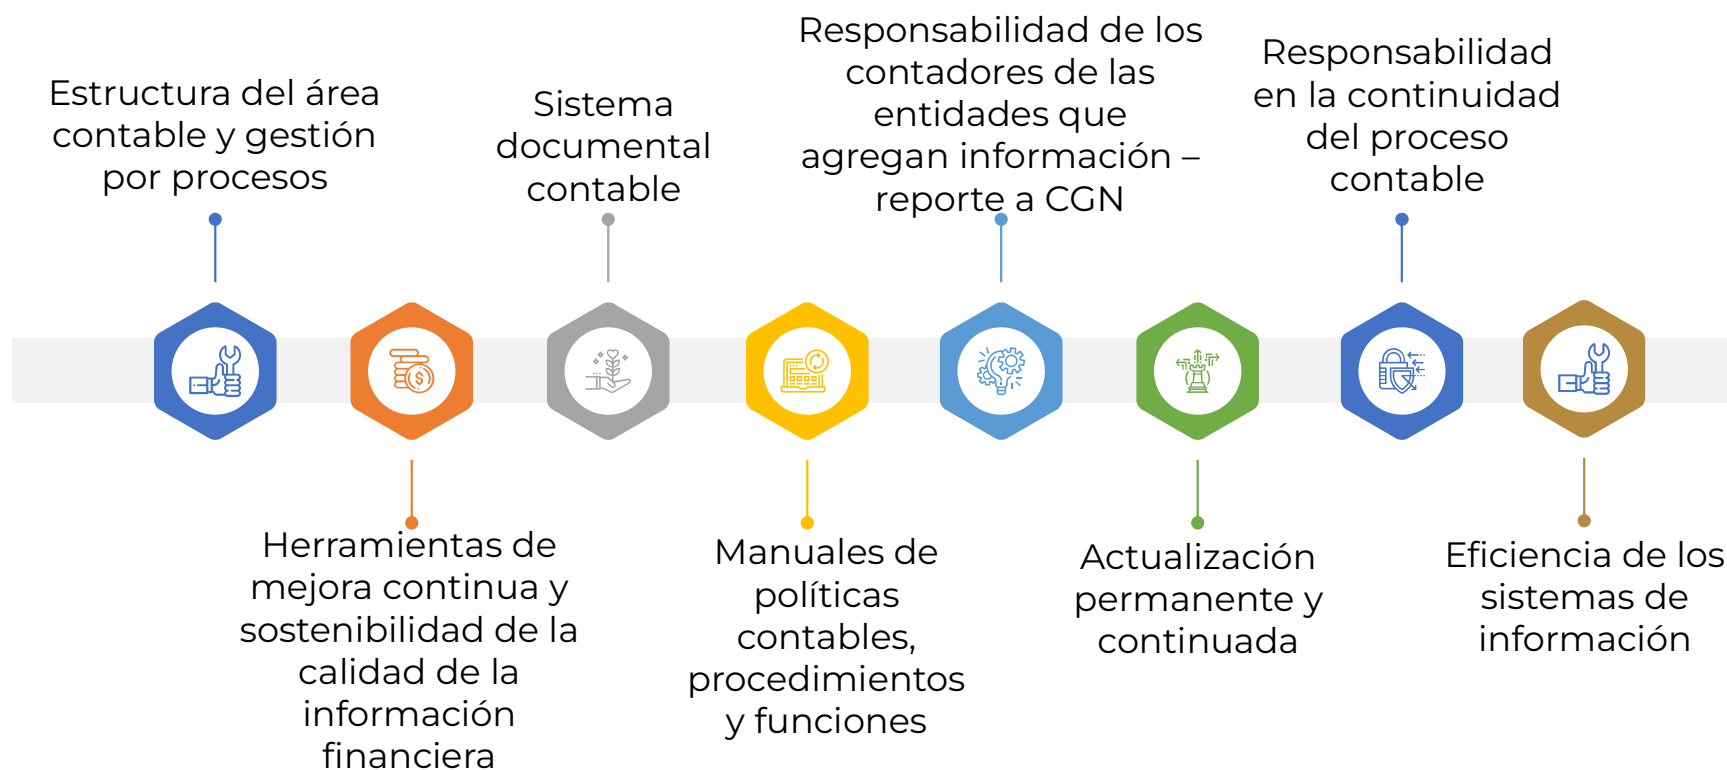 Estructura del área
contable y gestión
por procesos
Herramientas de
mejora continua y
sostenibilidad de la
calidad de la
información
financiera
Sistema
documental
contable
Manuales de
políticas
contables,
procedimientos
y funciones
Responsabilidad de los
contadores de las
entidades que
agregan información –
reporte a CGN
Actualización
permanente y
continuada
Responsabilidad
en la continuidad
del proceso
contable
Eficiencia de los
sistemas de
información